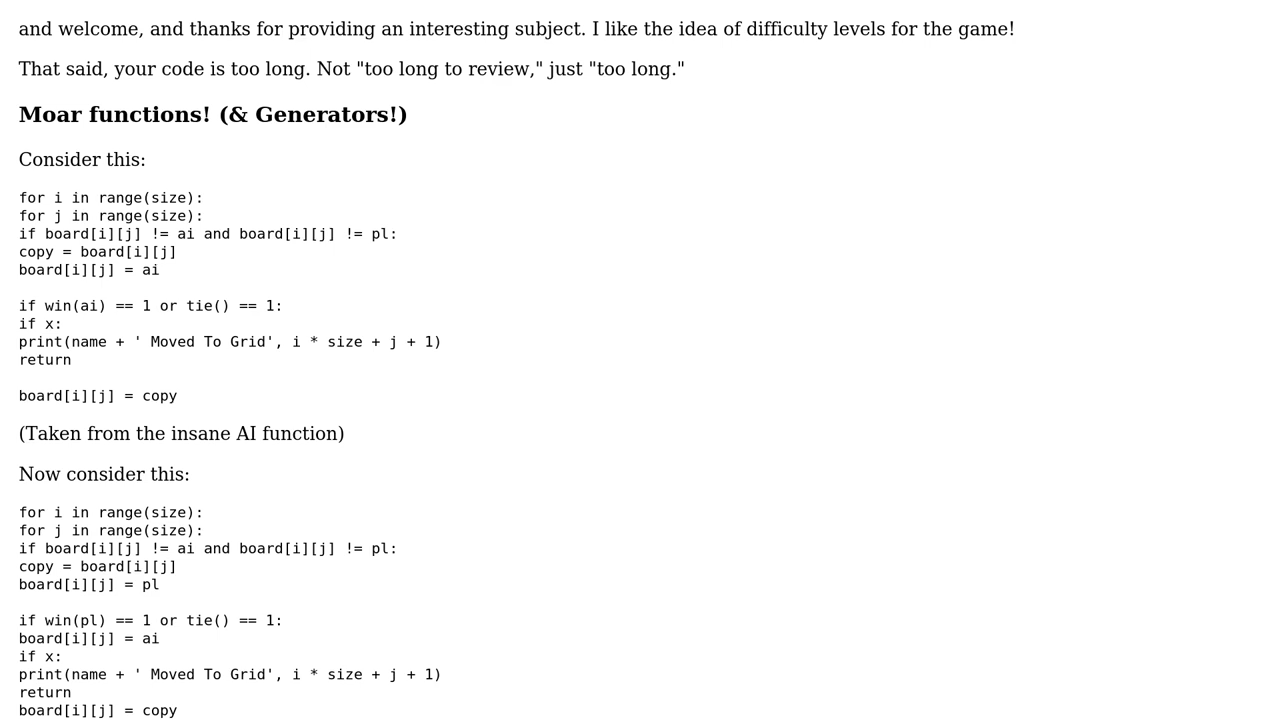 and welcome, and thanks for providing an interesting subject. I like the idea of difficulty levels for the game!
That said, your code is too long. Not "too long to review," just "too long."
Moar functions! (& Generators!)
Consider this:
for i in range(size):
for j in range(size):
if board[i][j] != ai and board[i][j] != pl:
copy = board[i][j]
board[i][j] = ai
if win(ai) == 1 or tie() == 1:
if x:
print(name + ' Moved To Grid', i * size + j + 1)
return
board[i][j] = copy
(Taken from the insane AI function)
Now consider this:
for i in range(size):
for j in range(size):
if board[i][j] != ai and board[i][j] != pl:
copy = board[i][j]
board[i][j] = pl
if win(pl) == 1 or tie() == 1:
board[i][j] = ai
if x:
print(name + ' Moved To Grid', i * size + j + 1)
return
board[i][j] = copy